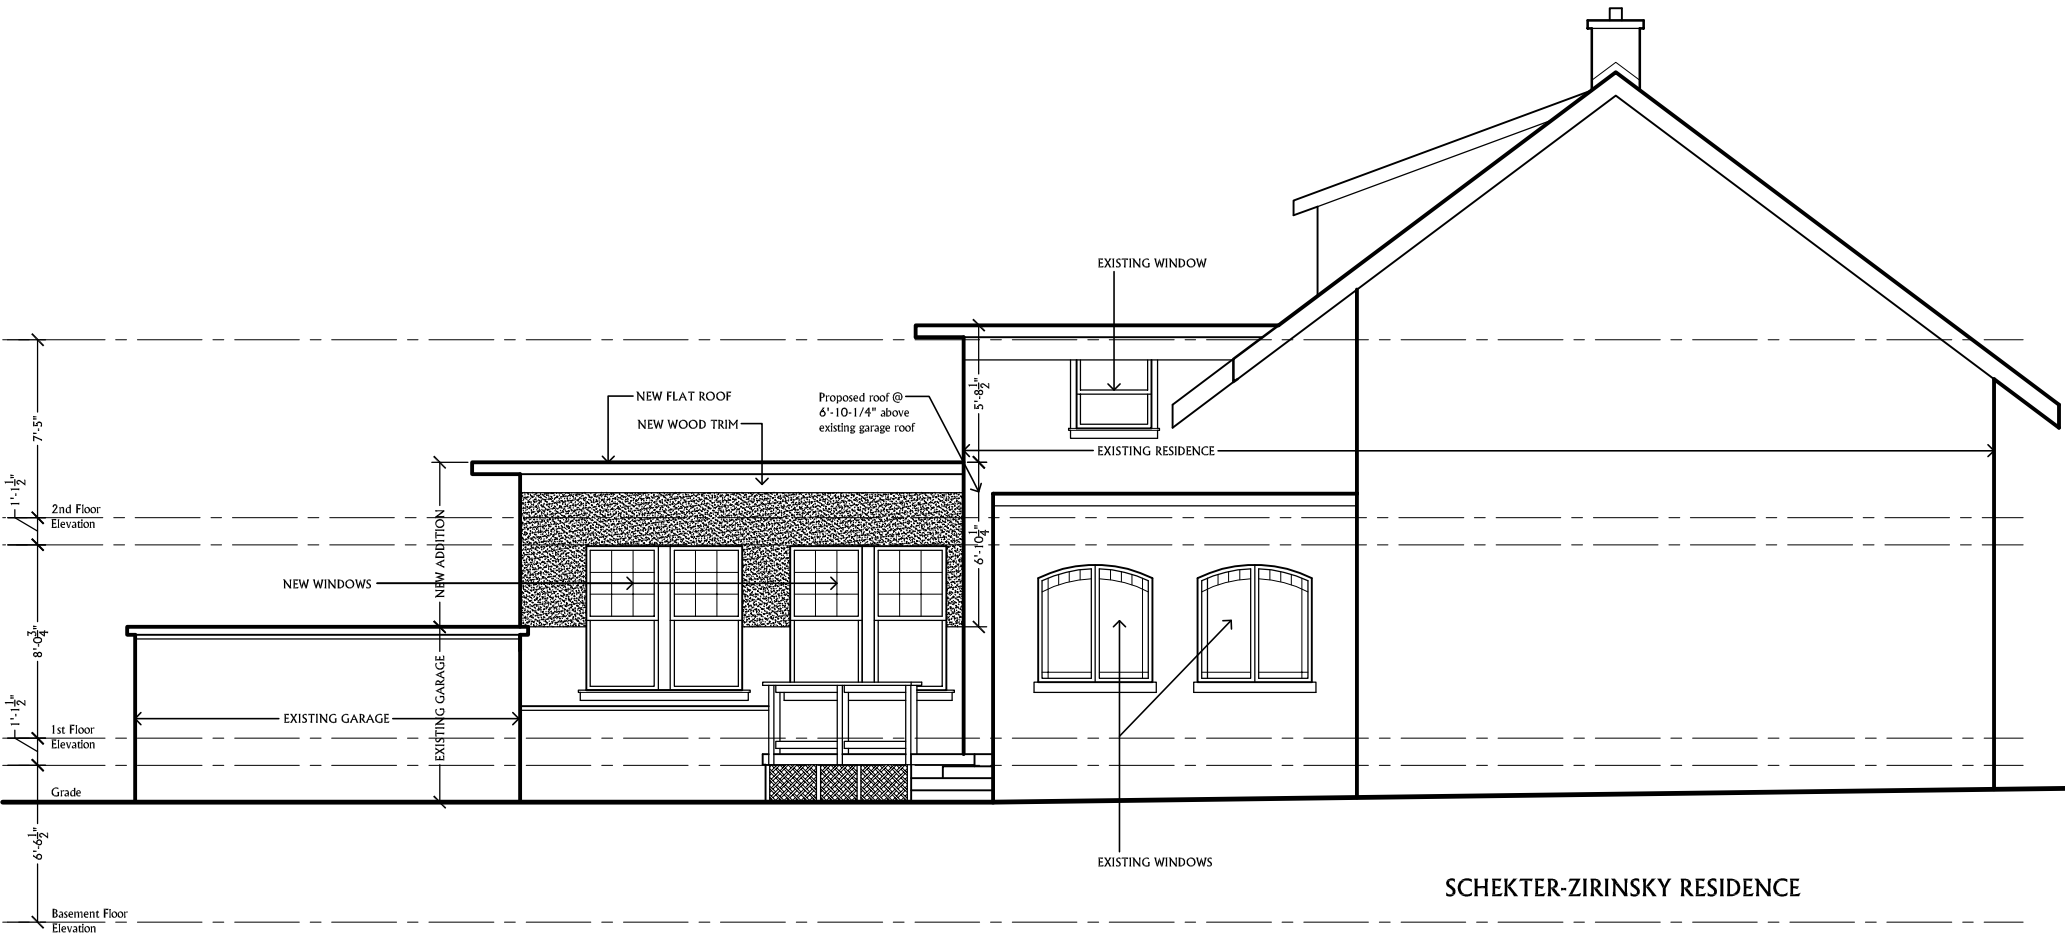 EXISTING WINDOW
NEW FLAT ROOF
NEW WOOD TRIM
Proposed roof @
6'-10-1/4" above
existing garage roof
5'-8 1/2"
7'-5"
EXISTING RESIDENCE
1'-1 1/2"
2nd Floor
Elevation
NEW ADDITION
6'-10 1/4"
NEW WINDOWS
8'-0 3/4"
EXISTING GARAGE
EXISTING GARAGE
1'-1 1/2"
1st Floor
Elevation
Grade
6'-6 1/2"
EXISTING WINDOWS
SCHEKTER-ZIRINSKY RESIDENCE
Basement Floor
Elevation